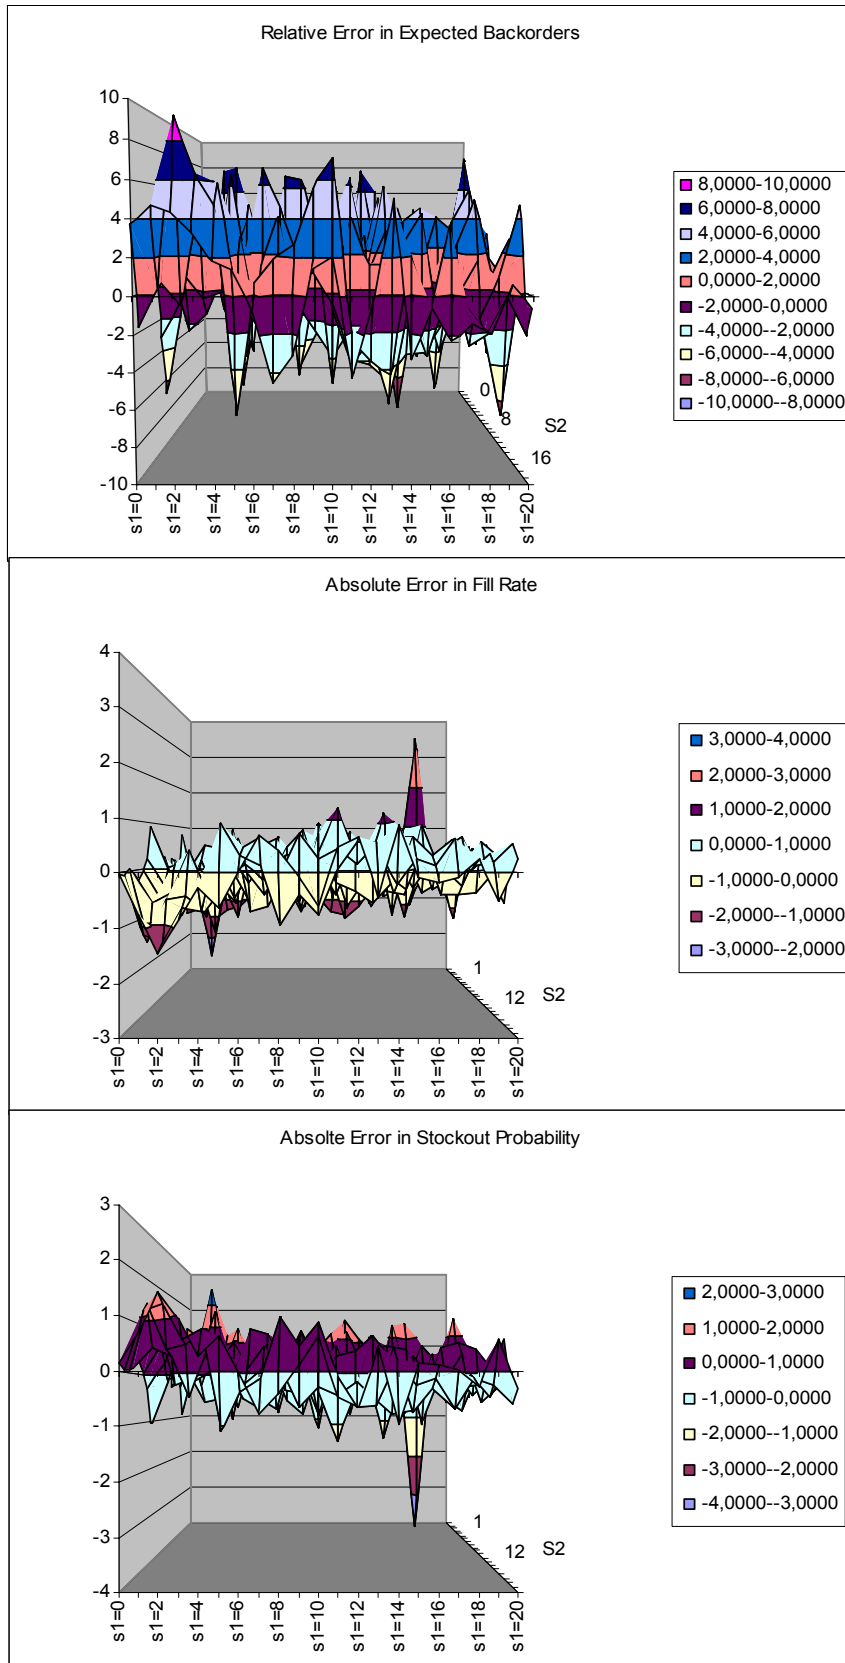 Relative Error in Expected Backorders
10
8
6
4
2
0
-2
-4
-6
-8
-10
s1=0
s1=2
s1=4
s1=6
s1=8
s1=10
s1=12
s1=14
s1=16
s1=18
s1=20
0
8
16
S2
8,0000-10,0000
6,0000-8,0000
4,0000-6,0000
2,0000-4,0000
0,0000-2,0000
-2,0000-0,0000
-4,0000--2,0000
-6,0000--4,0000
-8,0000--6,0000
-10,0000--8,0000
Absolute Error in Fill Rate
4
3
2
1
0
-1
-2
-3
s1=0
s1=2
s1=4
s1=6
s1=8
s1=10
s1=12
s1=14
s1=16
s1=18
s1=20
1
12
S2
3,0000-4,0000
2,0000-3,0000
1,0000-2,0000
0,0000-1,0000
-1,0000-0,0000
-2,0000--1,0000
-3,0000--2,0000
Absolte Error in Stockout Probability
3
2
1
0
-1
-2
-3
-4
s1=0
s1=2
s1=4
s1=6
s1=8
s1=10
s1=12
s1=14
s1=16
s1=18
s1=20
1
12
S2
2,0000-3,0000
1,0000-2,0000
0,0000-1,0000
-1,0000-0,0000
-2,0000--1,0000
-3,0000--2,0000
-4,0000--3,0000